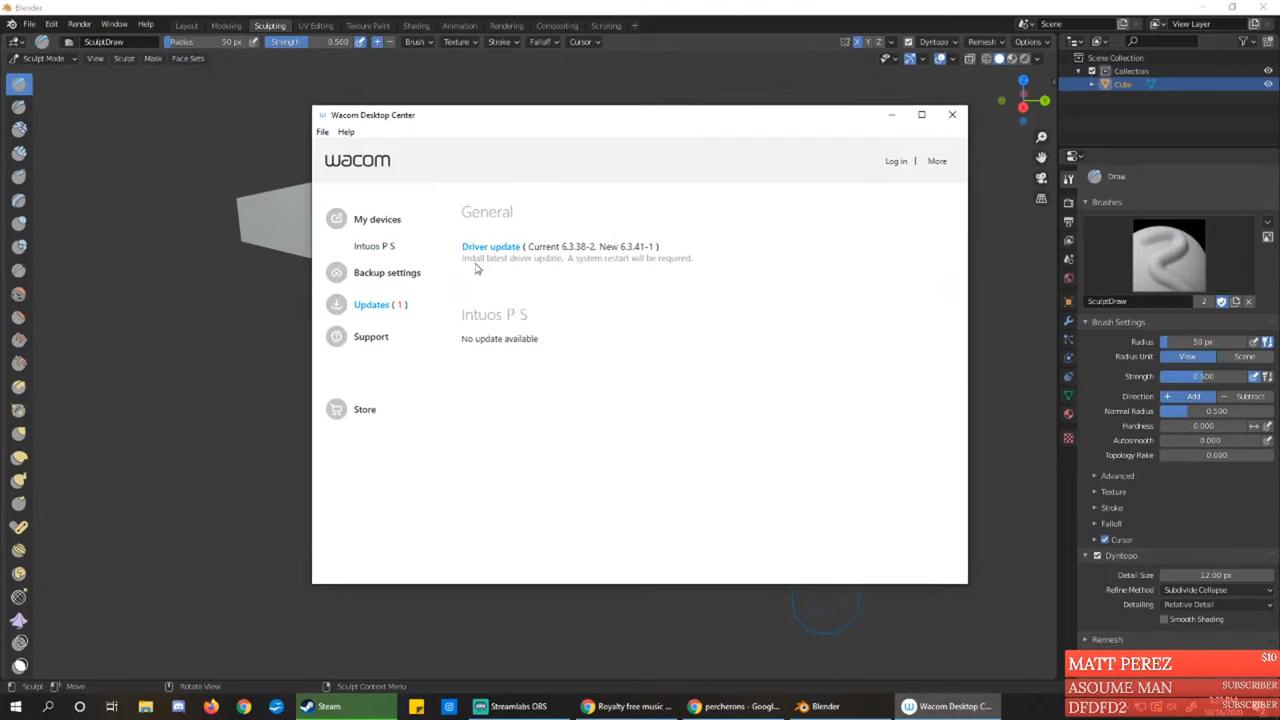 Blender
File Edit Render Window Help Layout Modeling Sculpting UV Editing Texture Paint Shading Animation Rendering Compositing Scripting + Scene View Layer
SculptDraw Radius 50 px Strength 0.500 Brush Texture Stroke Falloff Cursor X Y Z Dyntopo Remesh Options
Sculpt Mode View Sculpt Mask Face Sets
Scene Collection
Collection
Cube
Wacom Desktop Center
File Help
wacom
Log in | More
My devices
Intuos P S
Backup settings
Updates ( 1 )
Support
Store
General
Driver update ( Current 6.3.38-2. New 6.3.41-1 )
Install latest driver update. A system restart will be required.
Intuos P S
No update available
Draw
Brushes
SculptDraw 2
Brush Settings
Radius 50 px
Radius Unit View Scene
Strength 0.500
Direction + Add − Subtract
Normal Radius 0.500
Hardness 0.000
Autosmooth 0.000
Topology Rake 0.000
Advanced
Texture
Stroke
Falloff
Cursor
Dyntopo
Detail Size 12.00 px
Refine Method Subdivide Collapse
Detailing Relative Detail
Smooth Shading
Remesh
MATT PEREZ $10
ASOUME MAN SUBSCRIBER
DFDFD2 SUBSCRIBER
Sculpt Move Rotate View Sculpt Context Menu
Steam Streamlabs OBS Royalty free music ... percherons - Googl... Blender Wacom Desktop C...
10/16/2020